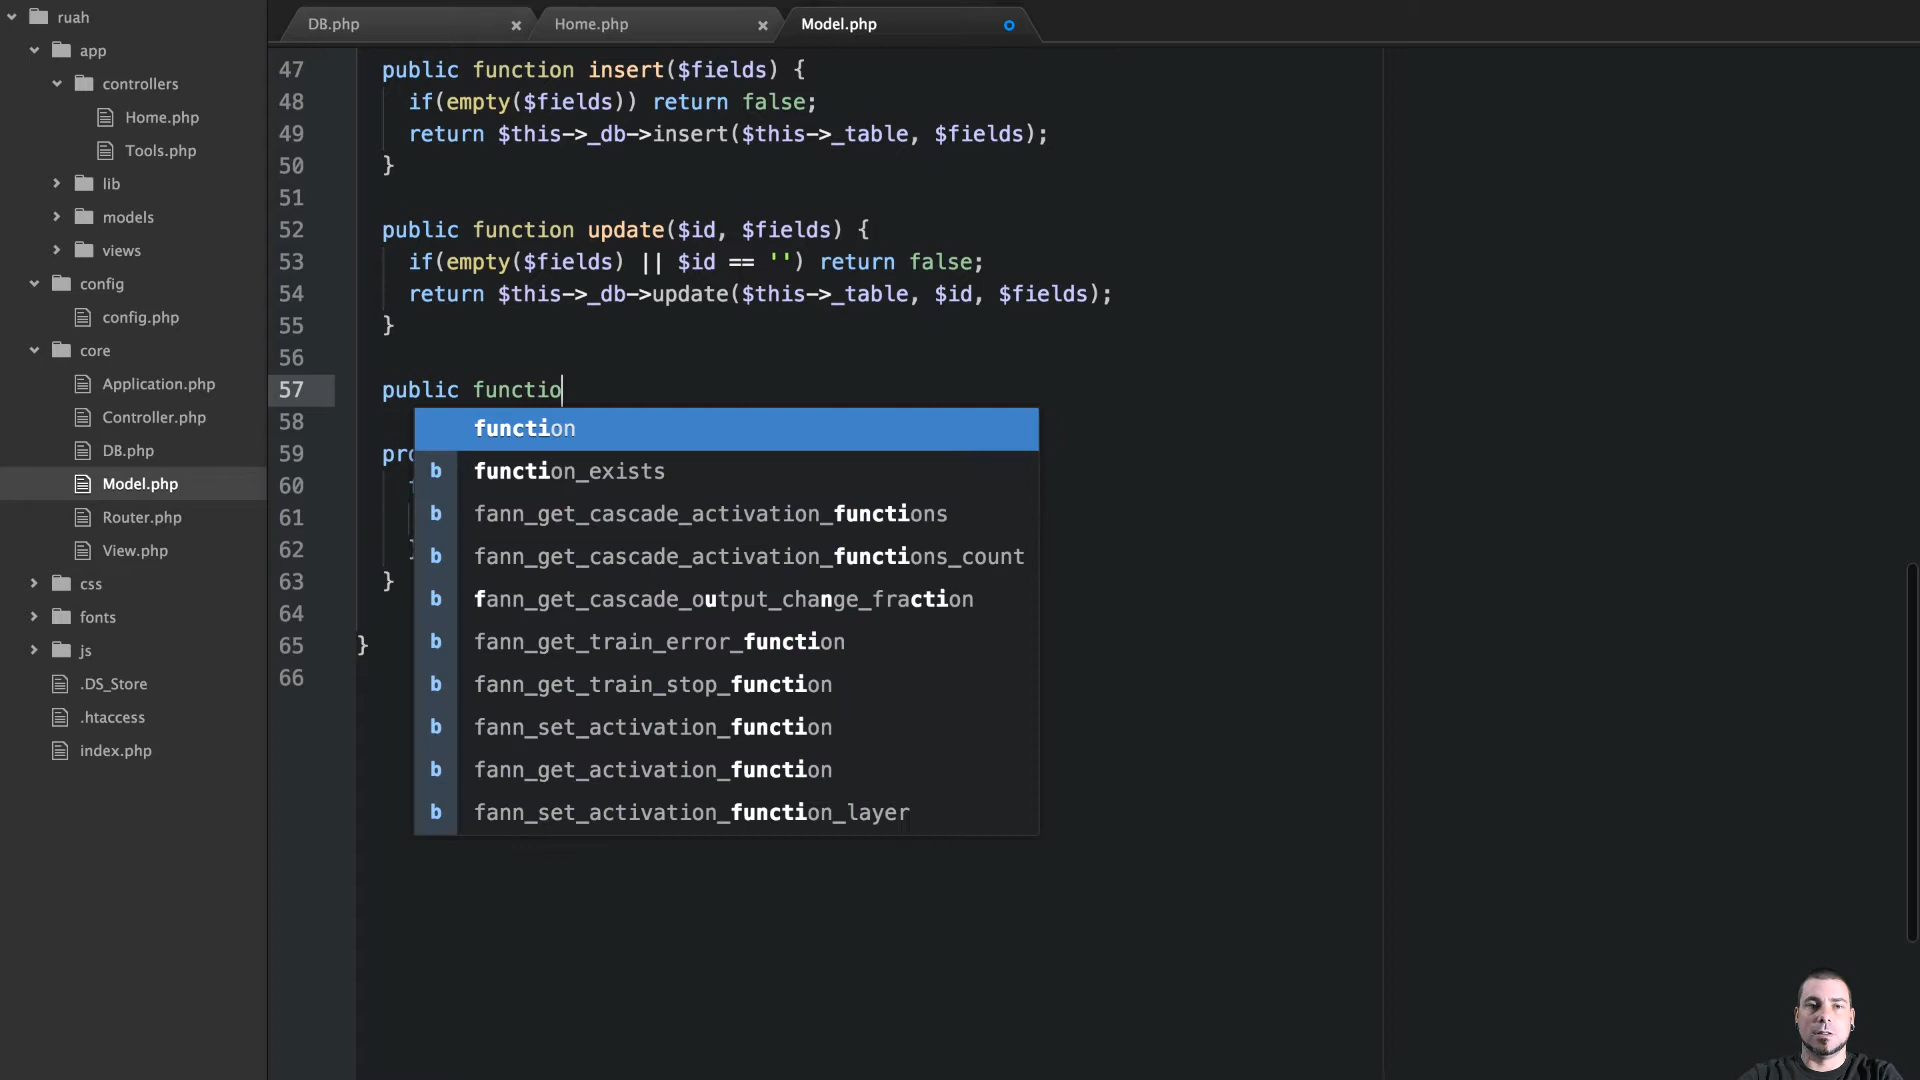 ruah
app
controllers
Home.php
Tools.php
lib
models
views
config
config.php
core
Application.php
Controller.php
DB.php
Model.php
Router.php
View.php
css
fonts
js
.DS_Store
.htaccess
index.php
DB.php
Home.php
Model.php
47 public function insert($fields) {
48 if(empty($fields)) return false;
49 return $this->_db->insert($this->_table, $fields);
50 }
51
52 public function update($id, $fields) {
53 if(empty($fields) || $id == '') return false;
54 return $this->_db->update($this->_table, $id, $fields);
55 }
56
57 public functio
58
59 pro
60
61
62
63 }
64
65 }
66
function
b function_exists
b fann_get_cascade_activation_functions
b fann_get_cascade_activation_functions_count
b fann_get_cascade_output_change_fraction
b fann_get_train_error_function
b fann_get_train_stop_function
b fann_set_activation_function
b fann_get_activation_function
b fann_set_activation_function_layer